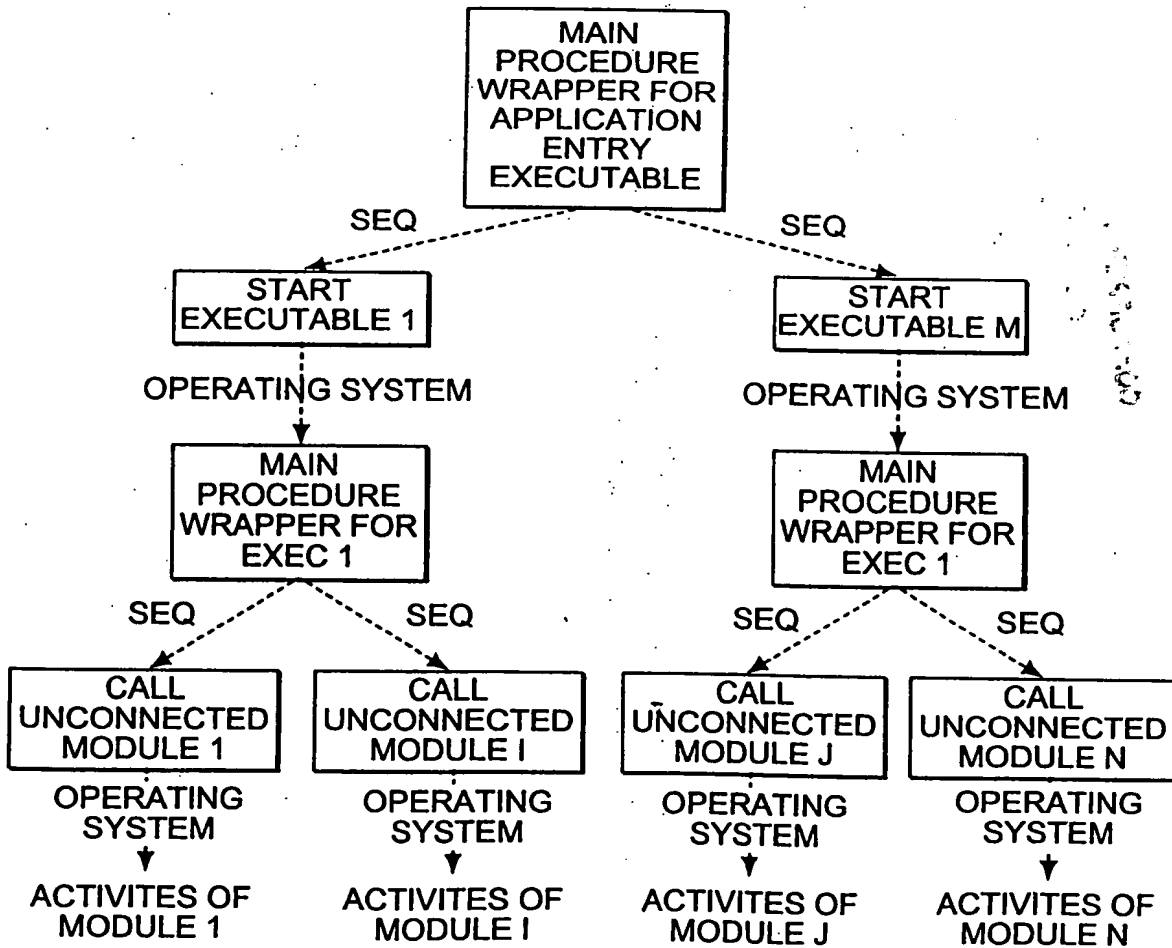 MAIN
PROCEDURE
WRAPPER FOR
APPLICATION
ENTRY
EXECUTABLE
SEQ
SEQ
START
EXECUTABLE 1
START
EXECUTABLE M
OPERATING SYSTEM
OPERATING SYSTEM
MAIN
PROCEDURE
WRAPPER FOR
EXEC 1
MAIN
PROCEDURE
WRAPPER FOR
EXEC 1
SEQ
SEQ
SEQ
SEQ
CALL
UNCONNECTED
MODULE 1
CALL
UNCONNECTED
MODULE I
CALL
UNCONNECTED
MODULE J
CALL
UNCONNECTED
MODULE N
OPERATING
SYSTEM
OPERATING
SYSTEM
OPERATING
SYSTEM
OPERATING
SYSTEM
ACTIVITES OF
MODULE 1
ACTIVITES OF
MODULE I
ACTIVITES OF
MODULE J
ACTIVITES OF
MODULE N